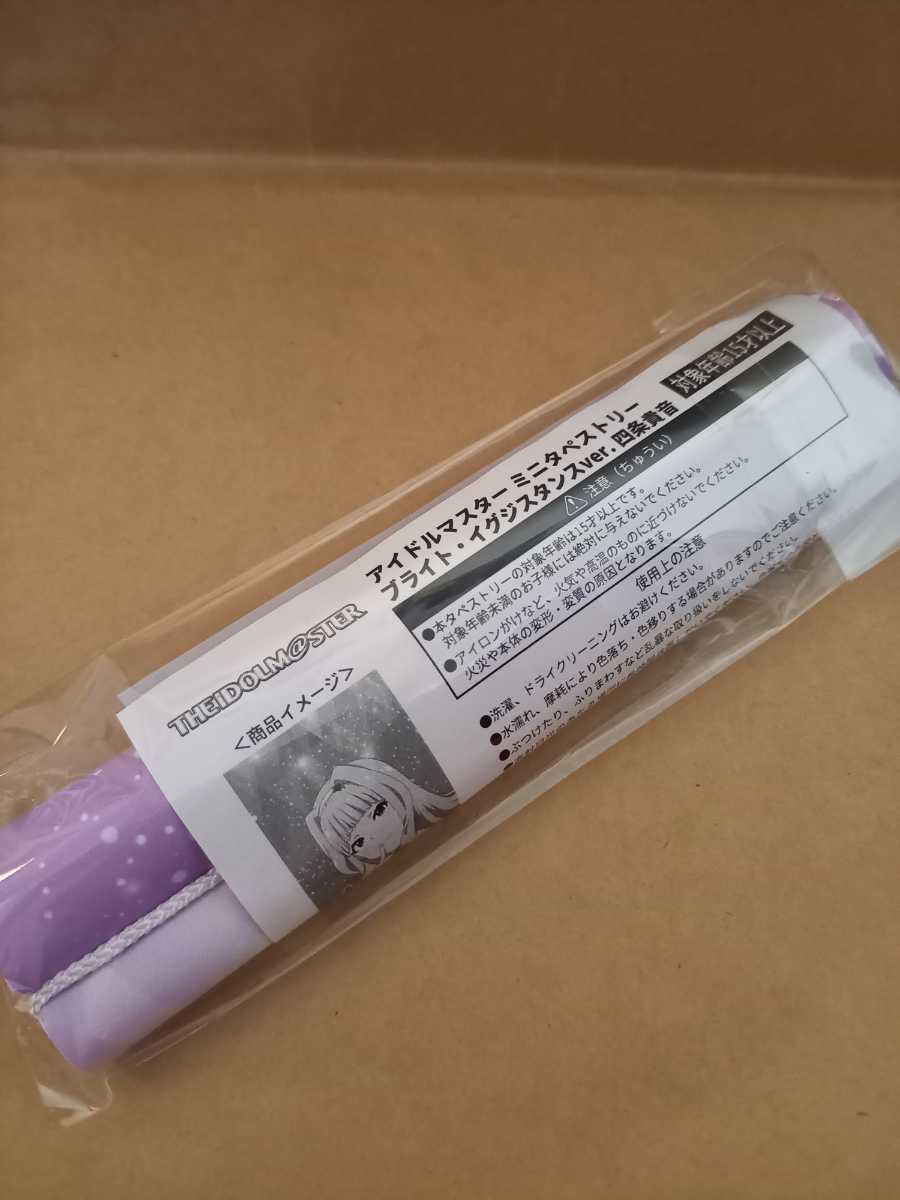 対象年齢15才以上
アイドルマスター ミニタペストリー
ブライト・イグジスタンスver. 四条貴音
⚠注意（ちゅうい）
●本タペストリーの対象年齢は15才以上です。
対象年齢未満のお子様には絶対に与えないでください。
●アイロンがけなど、火気や高温のものに近づけないでください。
火災や本体の変形・変質の原因となります。
使用上の注意
●洗濯、ドライクリーニングはお避けください。
●水濡れ、摩耗により色落ち・色移りする場合がありますのでご注意ください。
●ぶつけたり、ふりまわすなど乱暴な取り扱いをしないでください。
THE IDOLM@STER
<商品イメージ>